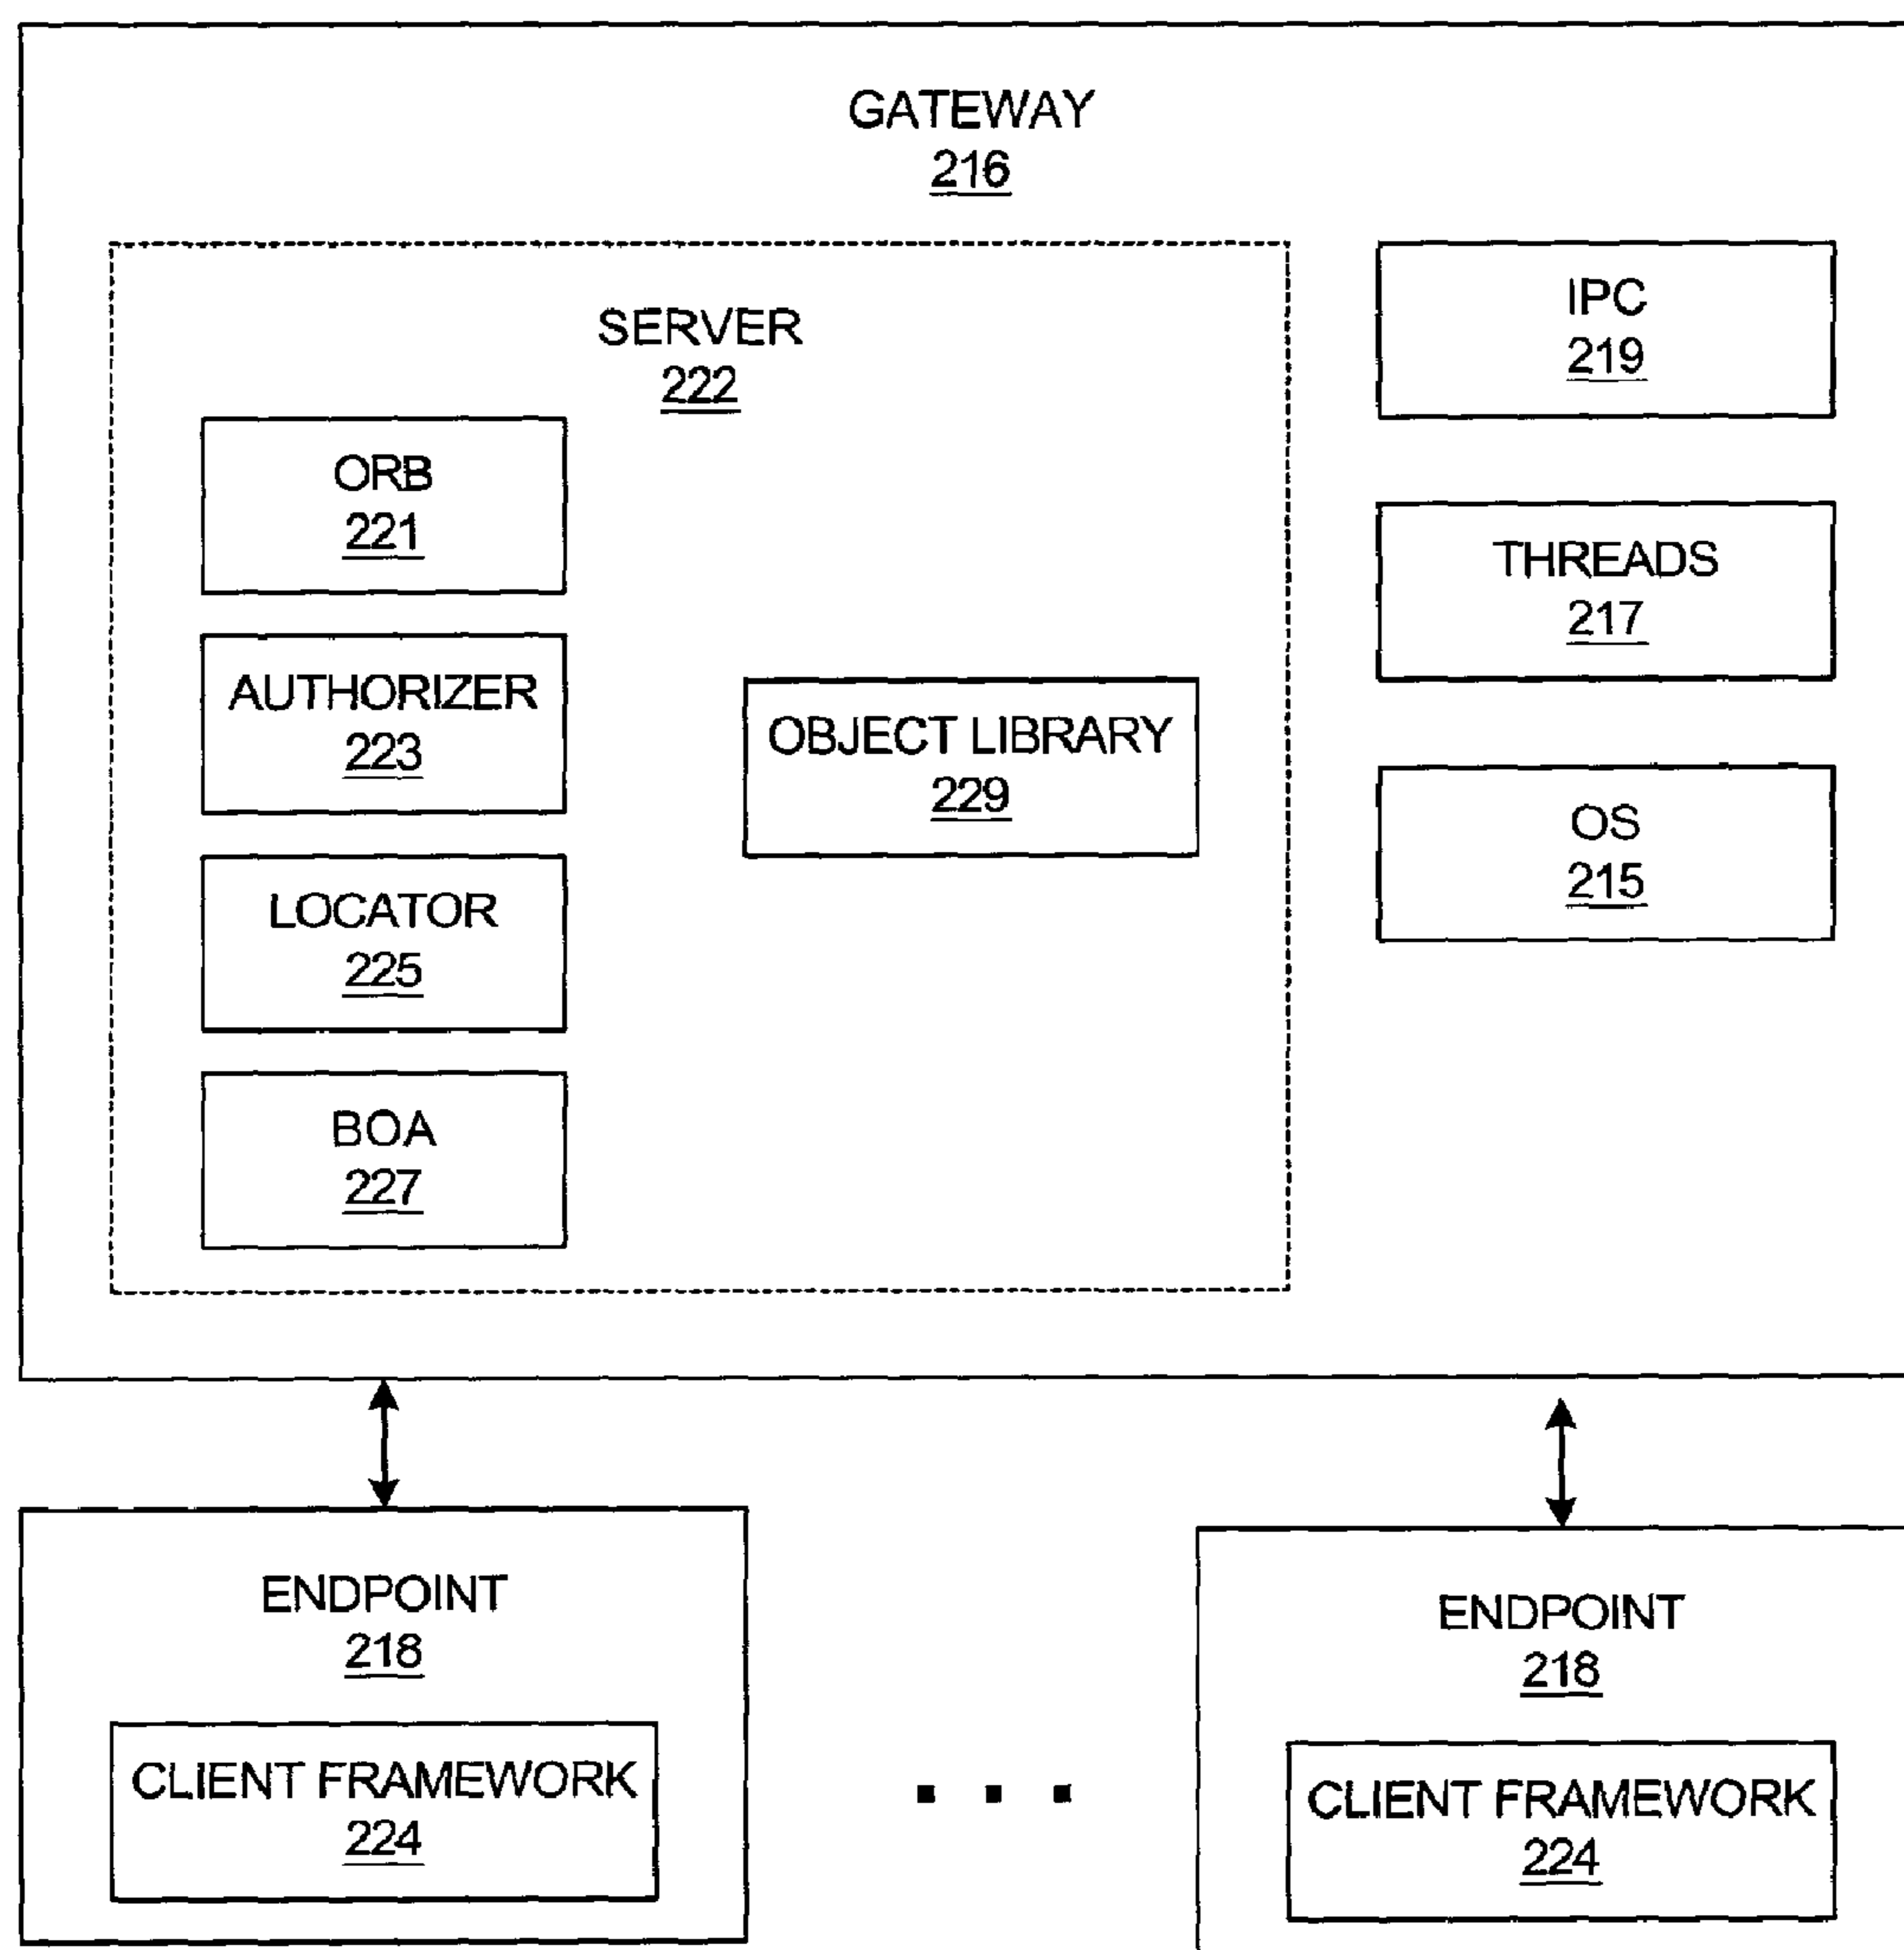 GATEWAY
216
SERVER
222
ORB
221
AUTHORIZER
223
LOCATOR
225
BOA
227
OBJECT LIBRARY
229
IPC
219
THREADS
217
OS
215
ENDPOINT
218
CLIENT FRAMEWORK
224
ENDPOINT
218
CLIENT FRAMEWORK
224